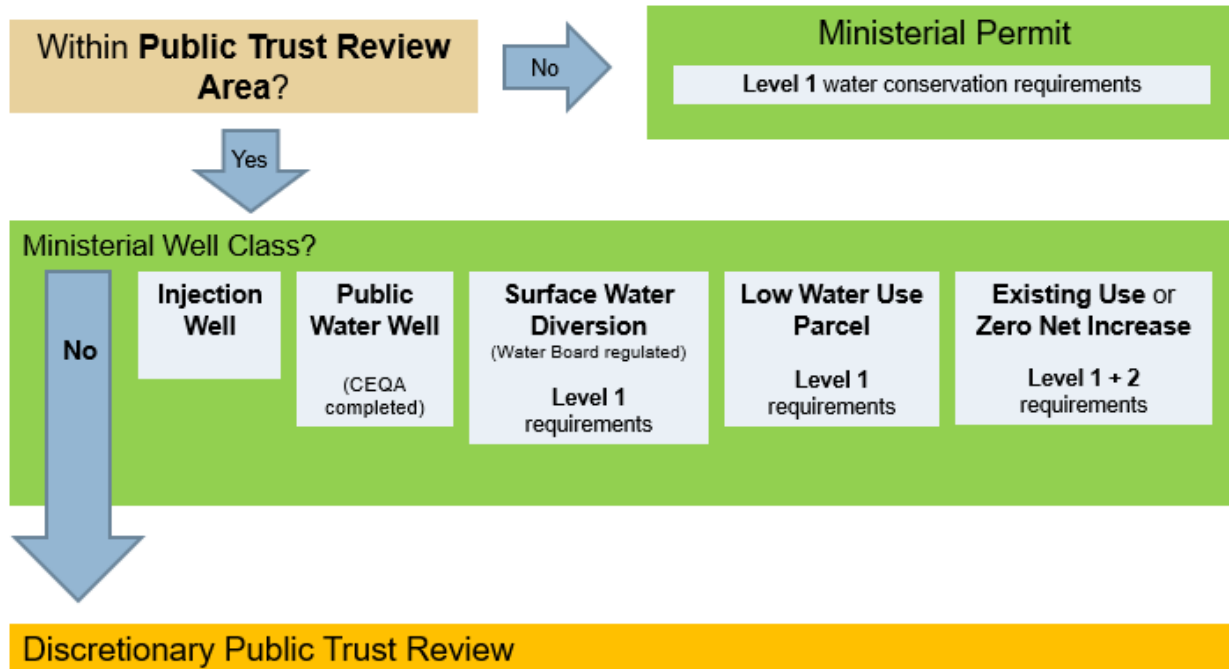 Within Public Trust Review
Area?
No
Ministerial Permit
Level 1 water conservation requirements
Yes
Ministerial Well Class?
No
Injection
Well
Public
Water Well
(CEQA
completed)
Surface Water
Diversion
(Water Board regulated)
Level 1
requirements
Low Water Use
Parcel
Level 1
requirements
Existing Use or
Zero Net Increase
Level 1 + 2
requirements
Discretionary Public Trust Review